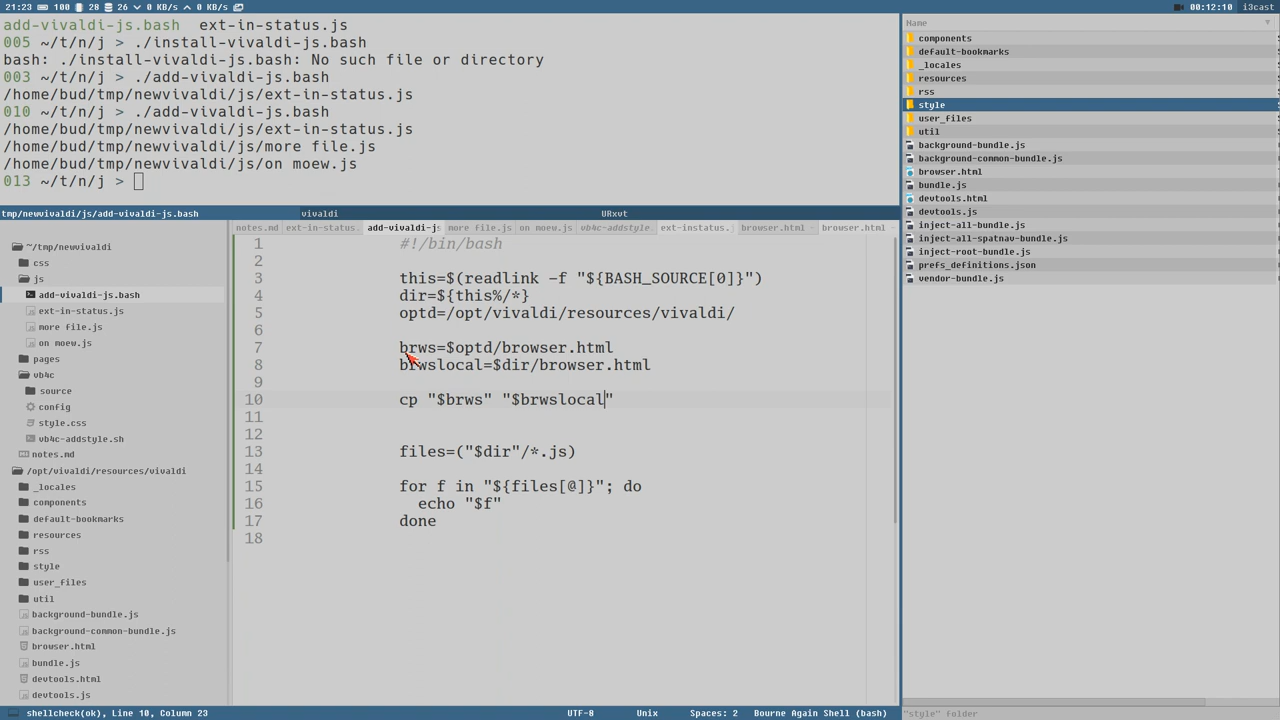 21:23 100 28 26 0 KB/s 0 KB/s
00:12:10 i3cast
add-vivaldi-js.bash ext-in-status.js
005 ~/t/n/j > ./install-vivaldi-js.bash
bash: ./install-vivaldi-js.bash: No such file or directory
003 ~/t/n/j > ./add-vivaldi-js.bash
/home/bud/tmp/newvivaldi/js/ext-in-status.js
010 ~/t/n/j > ./add-vivaldi-js.bash
/home/bud/tmp/newvivaldi/js/ext-in-status.js
/home/bud/tmp/newvivaldi/js/more file.js
/home/bud/tmp/newvivaldi/js/on moew.js
013 ~/t/n/j >
tmp/newvivaldi/js/add-vivaldi-js.bash vivaldi URxvt
~/tmp/newvivaldi
css
js
add-vivaldi-js.bash
ext-in-status.js
more file.js
on moew.js
pages
vb4c
source
config
style.css
vb4c-addstyle.sh
notes.md
/opt/vivaldi/resources/vivaldi
_locales
components
default-bookmarks
resources
rss
style
user_files
util
background-bundle.js
background-common-bundle.js
browser.html
bundle.js
devtools.html
devtools.js
notes.md ext-in-status. add-vivaldi-js more file.js on moew.js vb4c-addstyle. ext-instatus. browser.html browser.html
1 #!/bin/bash
2
3 this=$(readlink -f "${BASH_SOURCE[0]}")
4 dir=${this%/*}
5 optd=/opt/vivaldi/resources/vivaldi/
6
7 brws=$optd/browser.html
8 brwslocal=$dir/browser.html
9
10 cp "$brws" "$brwslocal"
11
12
13 files=("$dir"/*.js)
14
15 for f in "${files[@]}"; do
16 echo "$f"
17 done
18
shellcheck(ok), Line 10, Column 23 UTF-8 Unix Spaces: 2 Bourne Again Shell (bash)
Name
components
default-bookmarks
_locales
resources
rss
style
user_files
util
background-bundle.js
background-common-bundle.js
browser.html
bundle.js
devtools.html
devtools.js
inject-all-bundle.js
inject-all-spatnav-bundle.js
inject-root-bundle.js
prefs_definitions.json
vendor-bundle.js
"style" folder